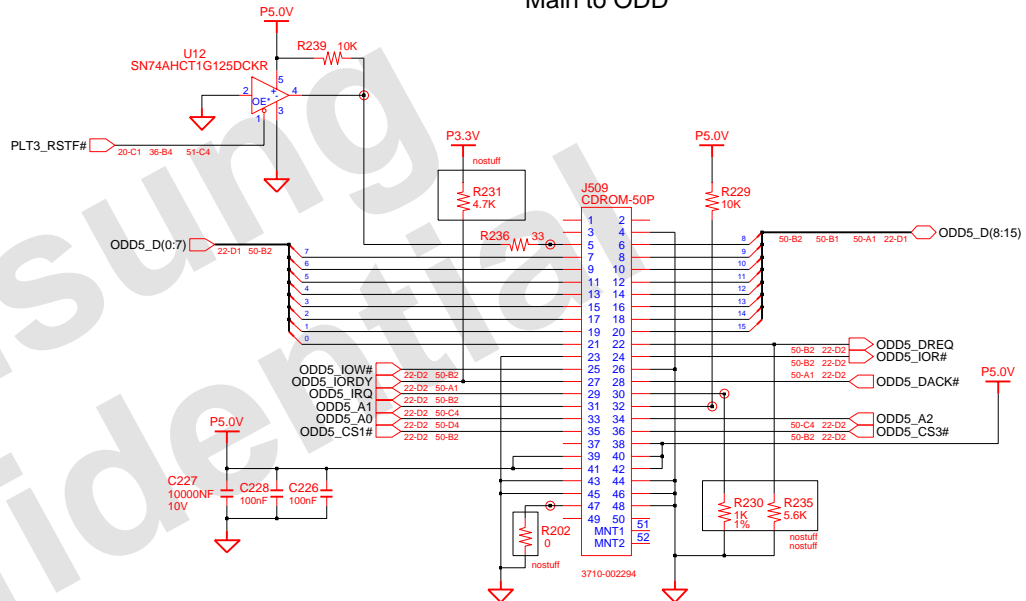 Main to ODD
P5.0V
U12
SN74AHCT1G125DCKR
R239 10K
5
2
+
-
4
OE*
1
3
PLT3_RSTF#
20-C1 36-B4 51-C4
P3.3V
nostuff
R231
4.7K
P5.0V
R229
10K
J509
CDROM-50P
R236 33
ODD5_D(0:7)
22-D1 50-B2
7
6
5
4
3
2
1
0
1 2
3 4
5 6
7 8
9 10
11 12
13 14
15 16
17 18
19 20
21 22
23 24
25 26
27 28
29 30
31 32
33 34
35 36
37 38
39 40
41 42
43 44
45 46
47 48
49 50
MNT1 51
MNT2 52
3710-002294
8
9
10
11
12
13
14
15
50-B2 50-B1 50-A1 22-D1
ODD5_D(8:15)
ODD5_IOW#
22-D2 50-B2
ODD5_IORDY
22-D2 50-A1
ODD5_IRQ
22-D2 50-B2
ODD5_A1
22-D2 50-C4
ODD5_A0
22-D2 50-D4
ODD5_CS1#
22-D2 50-B2
50-B2 22-D2
ODD5_DREQ
50-B2 22-D2
ODD5_IOR#
50-A1 22-D2
ODD5_DACK#
50-C4 22-D2
ODD5_A2
50-B2 22-D2
ODD5_CS3#
P5.0V
P5.0V
C227
10000NF
10V
C228
100nF
C226
100nF
R202
0
nostuff
R230
1K
1%
R235
5.6K
nostuff
nostuff
sung
fidential